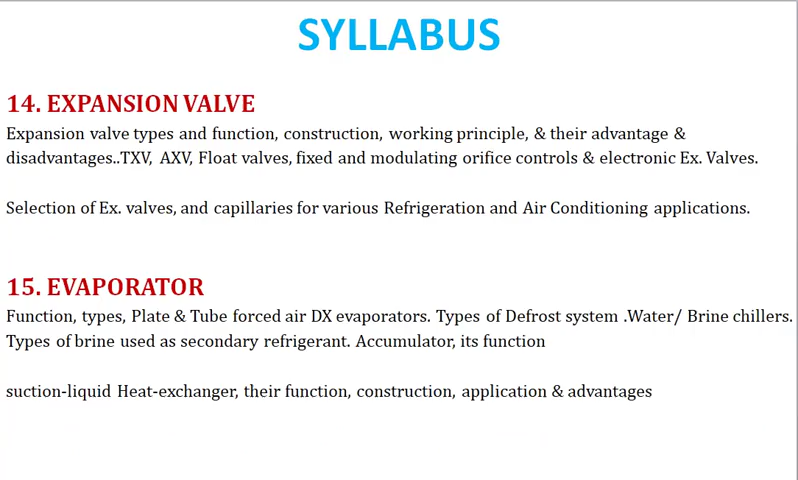 SYLLABUS
14. EXPANSION VALVE
Expansion valve types and function, construction, working principle, & their advantage &
disadvantages..TXV, AXV, Float valves, fixed and modulating orifice controls & electronic Ex. Valves.
Selection of Ex. valves, and capillaries for various Refrigeration and Air Conditioning applications.
15. EVAPORATOR
Function, types, Plate & Tube forced air DX evaporators. Types of Defrost system .Water/ Brine chillers.
Types of brine used as secondary refrigerant. Accumulator, its function
suction-liquid Heat-exchanger, their function, construction, application & advantages